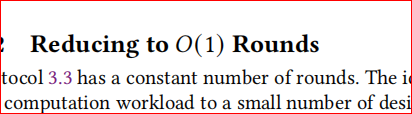 Reducing to O(1) Rounds
tocol 3.3 has a constant number of rounds. The
computation workload to a small number of